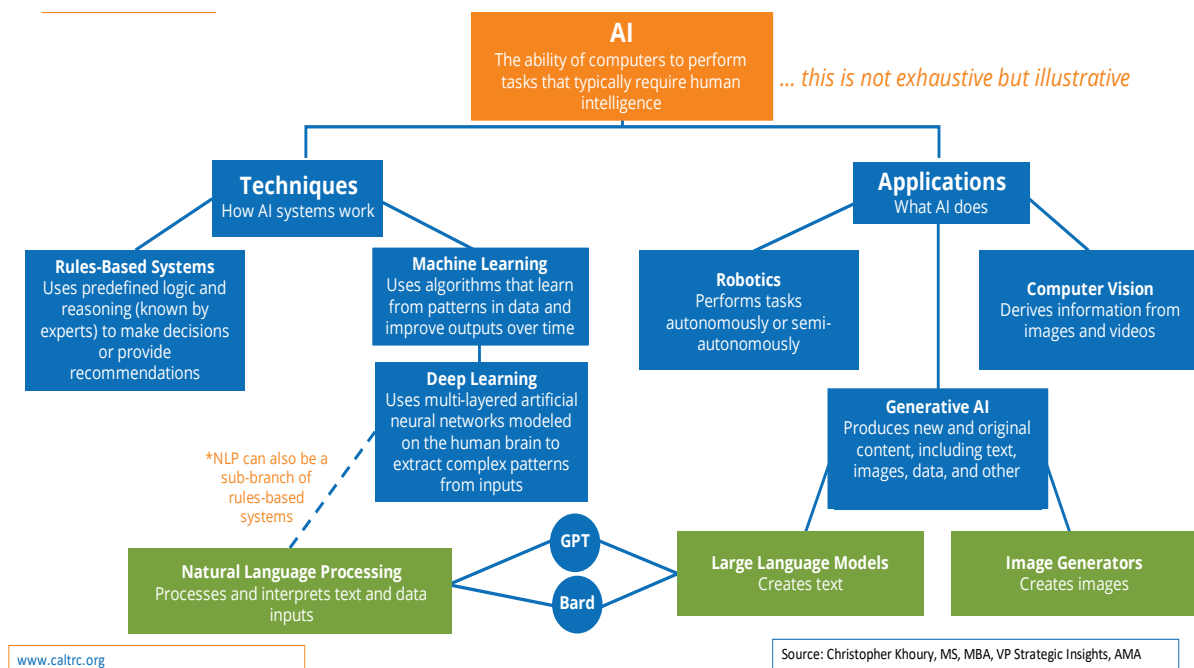 AI
The ability of computers to perform
tasks that typically require human
intelligence
... this is not exhaustive but illustrative
Techniques
How AI systems work
Applications
What AI does
Rules-Based Systems
Uses predefined logic and
reasoning (known by
experts) to make decisions
or provide
recommendations
Machine Learning
Uses algorithms that learn
from patterns in data and
improve outputs over time
Robotics
Performs tasks
autonomously or semi-
autonomously
Computer Vision
Derives information from
images and videos
Deep Learning
Uses multi-layered artificial
neural networks modeled
on the human brain to
extract complex patterns
from inputs
Generative AI
Produces new and original
content, including text,
images, data, and other
*NLP can also be a
sub-branch of
rules-based
systems
Natural Language Processing
Processes and interprets text and data
inputs
GPT
Bard
Large Language Models
Creates text
Image Generators
Creates images
www.caltrc.org
Source: Christopher Khoury, MS, MBA, VP Strategic Insights, AMA